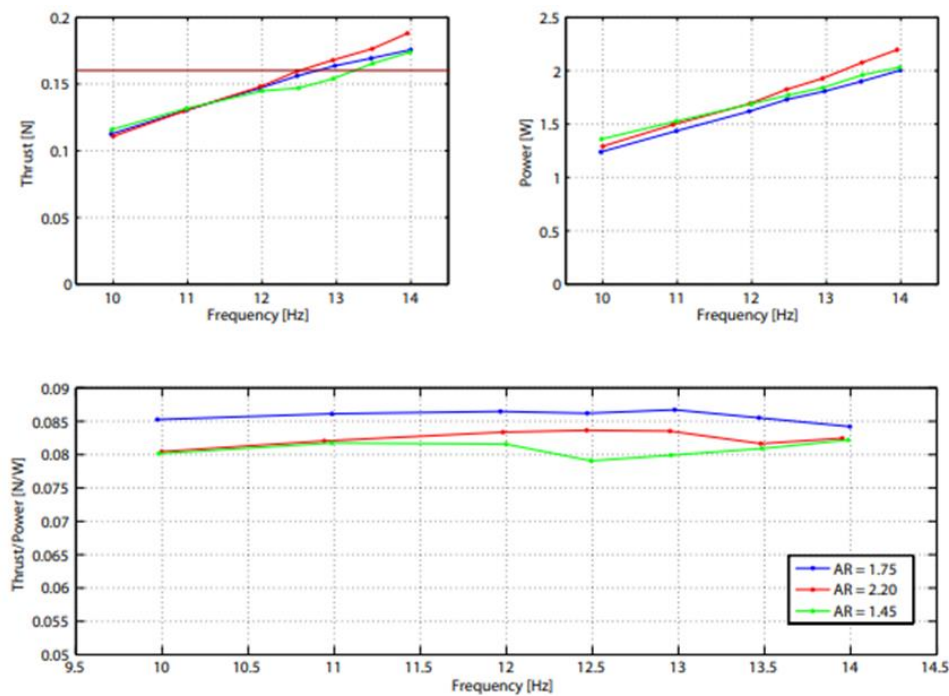 0.2
0.15
0.1
0.05
0
Thrust [N]
10 11 12 13 14
Frequency [Hz]
2.5
2
1.5
1
0.5
0
Power [W]
10 11 12 13 14
Frequency [Hz]
0.09
0.085
0.08
0.075
0.07
0.065
0.06
0.055
0.05
Thrust/Power [N/W]
AR = 1.75
AR = 2.20
AR = 1.45
9.5 10 10.5 11 11.5 12 12.5 13 13.5 14 14.5
Frequency [Hz]